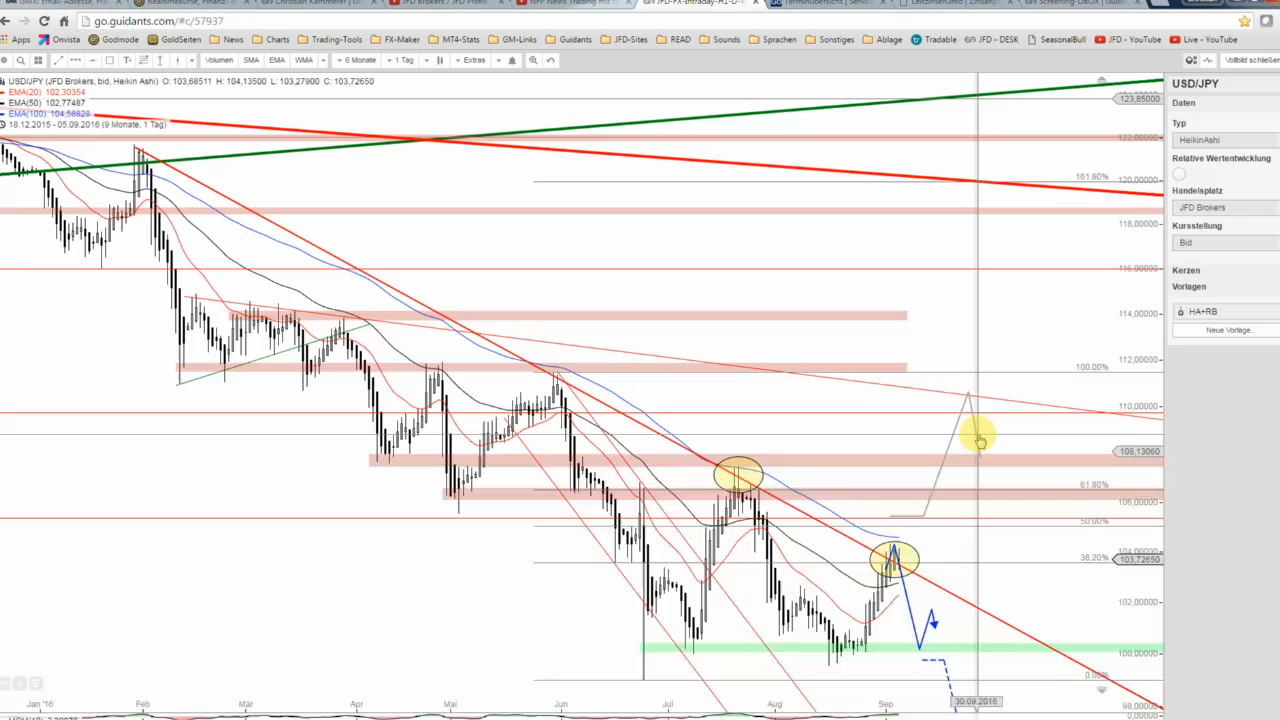 go.guidants.com/#c/57937
Apps Onvista Godmode GoldSeiten News Charts Trading-Tools FX-Maker MT4-Stats GM-Links Guidants JFD-Sites READ Sounds Sprachen Sonstiges Ablage Tradable JFD - DESK SeasonalBull JFD - YouTube Live - YouTube
Volumen SMA EMA WMA 6 Monate 1 Tag Extras Vollbild schließen
USD/JPY (JFD Brokers, bid, Heikin Ashi) O: 103,68511 H: 104,13500 L: 103,27900 C: 103,72650
EMA(20) 102,30354
EMA(50) 102,77487
EMA(100) 104,58828
18.12.2015 - 05.09.2016 (9 Monate, 1 Tag)
123,85000
122,00000
161.80%
120,00000
118,00000
116,00000
114,00000
112,00000
100.00%
110,00000
108,13060
61.80%
106,00000
50.00%
104,00000
38.20%
103,72650
102,00000
100,00000
0.00%
98,00000
0,00000
Jan '16 Feb Mär Apr Mai Jun Jul Aug Sep 30.09.2016
USD/JPY
Daten
Typ
HeikinAshi
Relative Wertentwicklung
Handelsplatz
JFD Brokers
Kursstellung
Bid
Kerzen
Vorlagen
HA+RB
Neue Vorlage...